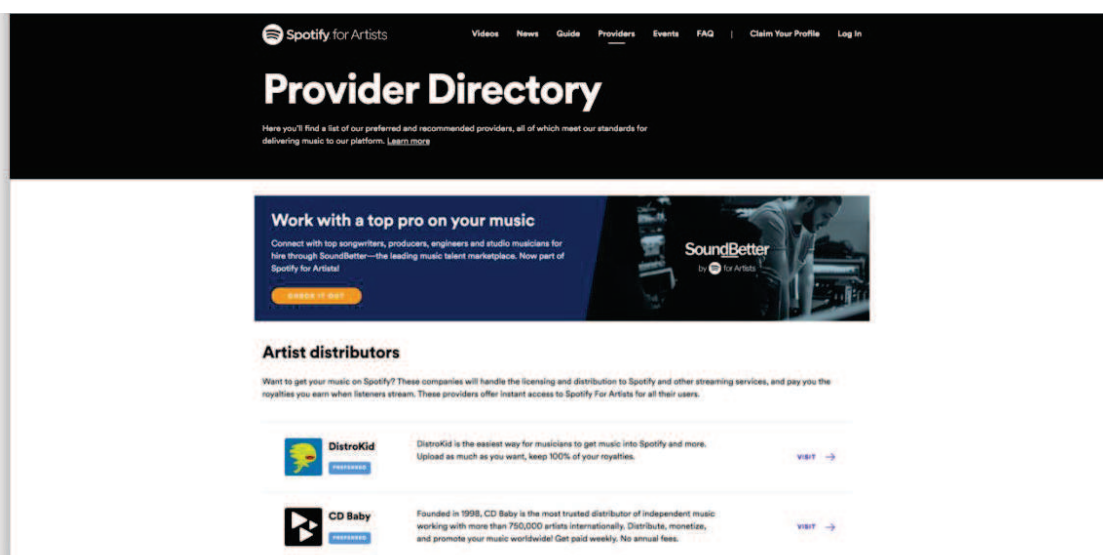 Spotify for Artists
Videos News Guide Providers Events FAQ | Claim Your Profile Log In
Provider Directory
Here you'll find a list of our preferred and recommended providers, all of which meet our standards for
delivering music to our platform. Learn more
Work with a top pro on your music
Connect with top songwriters, producers, engineers and studio musicians for
hire through SoundBetter—the leading music talent marketplace. Now part of
Spotify for Artists!
CHECK IT OUT
SoundBetter
by for Artists
Artist distributors
Want to get your music on Spotify? These companies will handle the licensing and distribution to Spotify and other streaming services, and pay you the
royalties you earn when listeners stream. These providers offer instant access to Spotify For Artists for all their users.
DistroKid
PREFERRED
DistroKid is the easiest way for musicians to get music into Spotify and more.
Upload as much as you want, keep 100% of your royalties.
VISIT →
CD Baby
PREFERRED
Founded in 1998, CD Baby is the most trusted distributor of independent music
working with more than 750,000 artists internationally. Distribute, monetize,
and promote your music worldwide! Get paid weekly. No annual fees.
VISIT →